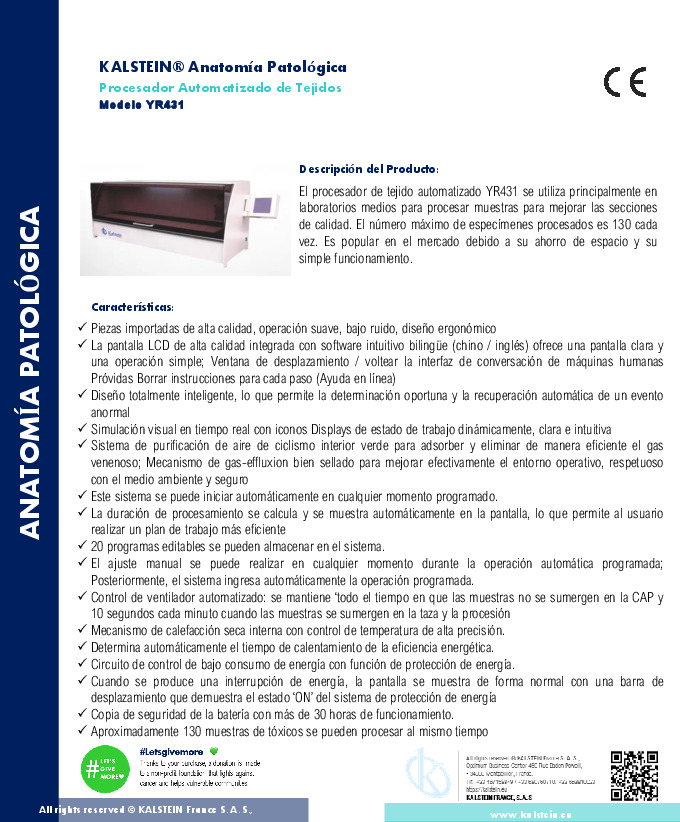 KALSTEIN® Anatomía Patológica
Procesador Automatizado de Tejidos
Modelo YR431
CE
ANATOMÍA PATOLÓGICA
Descripción del Producto:
El procesador de tejido automatizado YR431 se utiliza principalmente en
laboratorios medios para procesar muestras para mejorar las secciones
de calidad. El número máximo de especímenes procesados es 130 cada
vez. Es popular en el mercado debido a su ahorro de espacio y su
simple funcionamiento.
Características:
✓ Piezas importadas de alta calidad, operación suave, bajo ruido, diseño ergonómico
✓ La pantalla LCD de alta calidad integrada con software intuitivo bilingüe (chino / inglés) ofrece una pantalla clara y
una operación simple; Ventana de desplazamiento / voltear la interfaz de conversación de máquinas humanas
Próvidas Borrar instrucciones para cada paso (Ayuda en línea)
✓ Diseño totalmente inteligente, lo que permite la determinación oportuna y la recuperación automática de un evento
anormal
✓ Simulación visual en tiempo real con iconos Displays de estado de trabajo dinámicamente, clara e intuitiva
✓ Sistema de purificación de aire de ciclismo interior verde para adsorber y eliminar de manera eficiente el gas
venenoso; Mecanismo de gas-effluxion bien sellado para mejorar efectivamente el entorno operativo, respetuoso
con el medio ambiente y seguro
✓ Este sistema se puede iniciar automáticamente en cualquier momento programado.
✓ La duración de procesamiento se calcula y se muestra automáticamente en la pantalla, lo que permite al usuario
realizar un plan de trabajo más eficiente
✓ 20 programas editables se pueden almacenar en el sistema.
✓ El ajuste manual se puede realizar en cualquier momento durante la operación automática programada;
Posteriormente, el sistema ingresa automáticamente la operación programada.
✓ Control de ventilador automatizado: se mantiene 'todo el tiempo en que las muestras no se sumergen en la CAP y
10 segundos cada minuto cuando las muestras se sumergen en la taza y la procesión
✓ Mecanismo de calefacción seca interna con control de temperatura de alta precisión.
✓ Determina automáticamente el tiempo de calentamiento de la eficiencia energética.
✓ Circuito de control de bajo consumo de energía con función de protección de energía.
✓ Cuando se produce una interrupción de energía, la pantalla se muestra de forma normal con una barra de
desplazamiento que demuestra el estado 'ON' del sistema de protección de energía
✓ Copia de seguridad de la batería con más de 30 horas de funcionamiento.
✓ Aproximadamente 130 muestras de tóxicos se pueden procesar al mismo tiempo
#LET'S
GIVE
MORE
#Letsgivemore
Thanks to your purchase, a donation is made
to a non-profit foundation that fights against
cancer and helps vulnerable communities
All rights reserved ® KALSTEIN France S. A. S.,
KALSTEIN FRANCE, S.A.S
All rights reserved © KALSTEIN France S. A. S.,
www.kalstein.eu